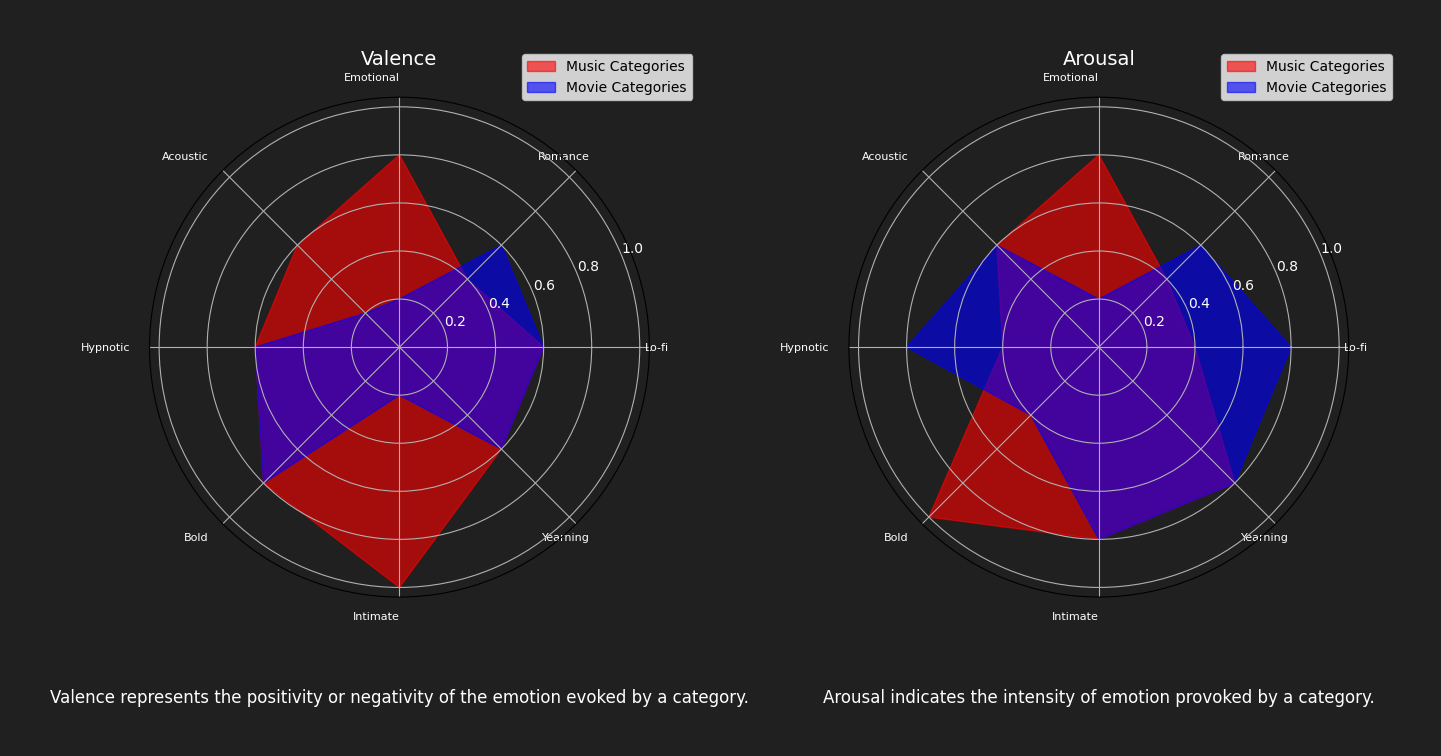 Valence
Music Categories
Movie Categories
Emotional
Acoustic
Romance
1.0
0.8
0.6
0.4
0.2
Hypnotic
Lo-fi
Bold
Yearning
Intimate
Valence represents the positivity or negativity of the emotion evoked by a category.
Arousal
Music Categories
Movie Categories
Emotional
Acoustic
Romance
1.0
0.8
0.6
0.4
0.2
Hypnotic
Lo-fi
Bold
Yearning
Intimate
Arousal indicates the intensity of emotion provoked by a category.